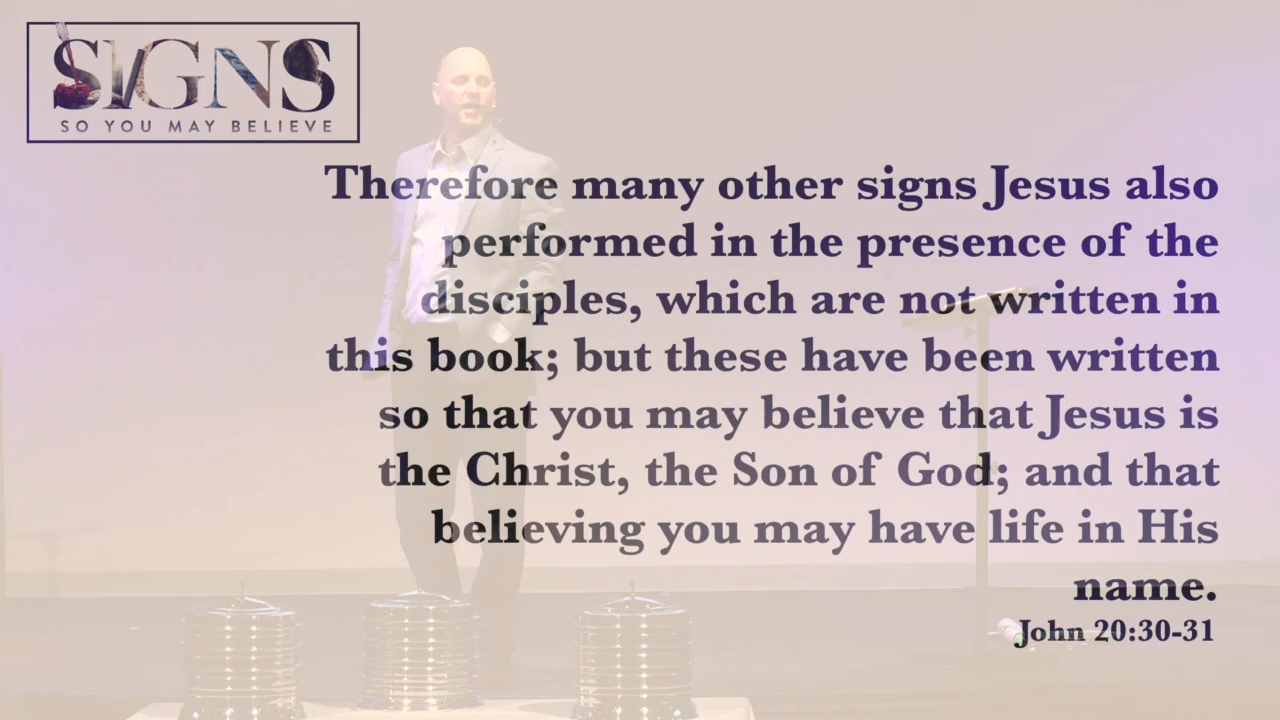 SIGNS
SO YOU MAY BELIEVE
Therefore many other signs Jesus also
performed in the presence of the
disciples, which are not written in
this book; but these have been written
so that you may believe that Jesus is
the Christ, the Son of God; and that
believing you may have life in His
name.
John 20:30-31